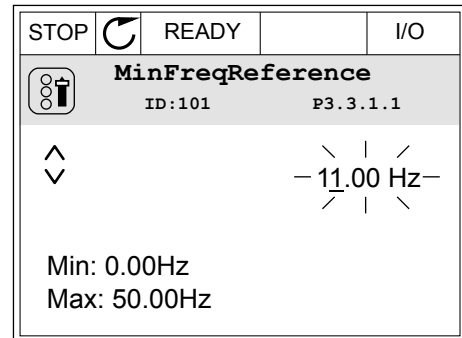 STOP READY I/O
MinFreqReference
ID:101 P3.3.1.1
11.00 Hz
Min: 0.00Hz
Max: 50.00Hz